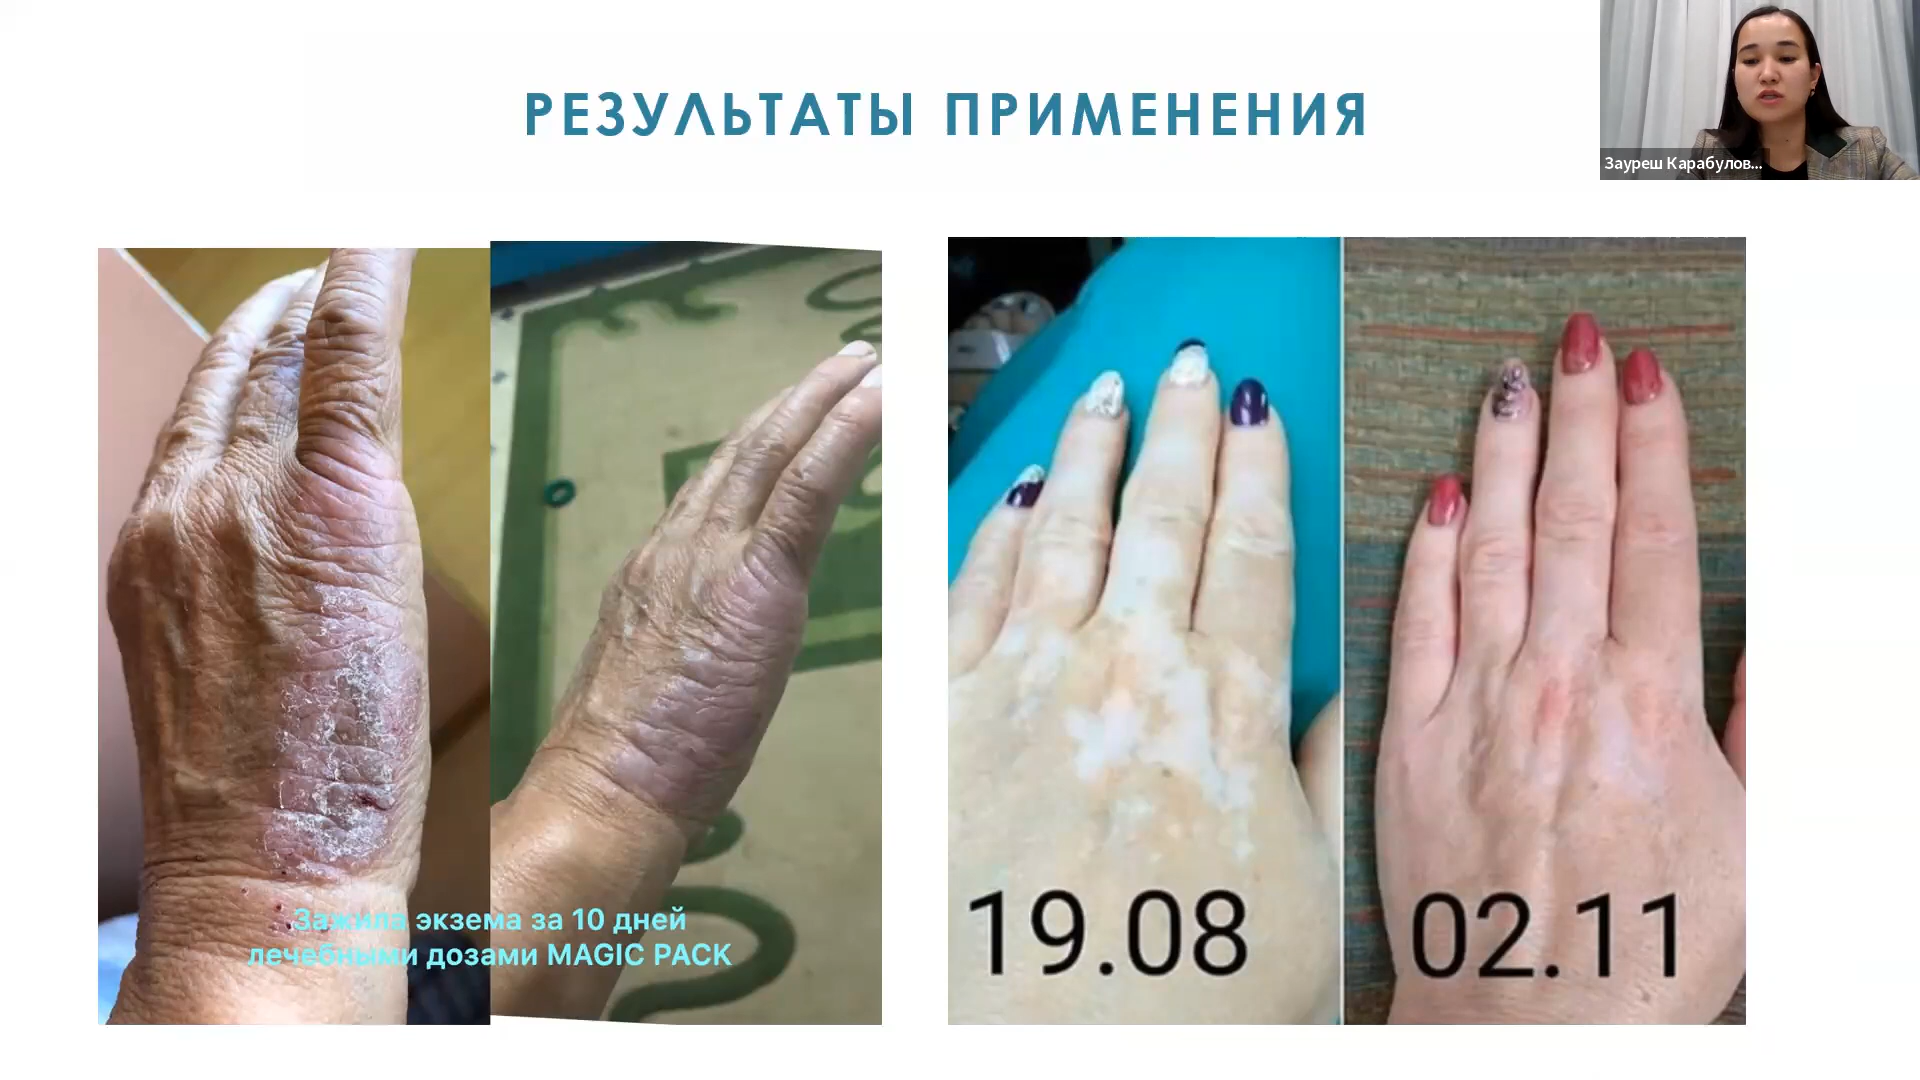 РЕЗУЛЬТАТЫ ПРИМЕНЕНИЯ
Зауреш Карабулов...
Зажила экзема за 10 дней
лечебными дозами MAGIC PACK
19.08
02.11